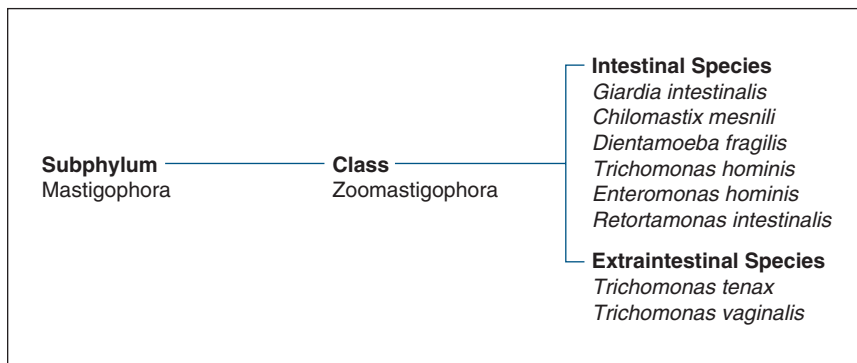 Subphylum
Mastigophora
Class
Zoomastigophora
Intestinal Species
Giardia intestinalis
Chilomastix mesnili
Dientamoeba fragilis
Trichomonas hominis
Enteromonas hominis
Retortamonas intestinalis
Extraintestinal Species
Trichomonas tenax
Trichomonas vaginalis